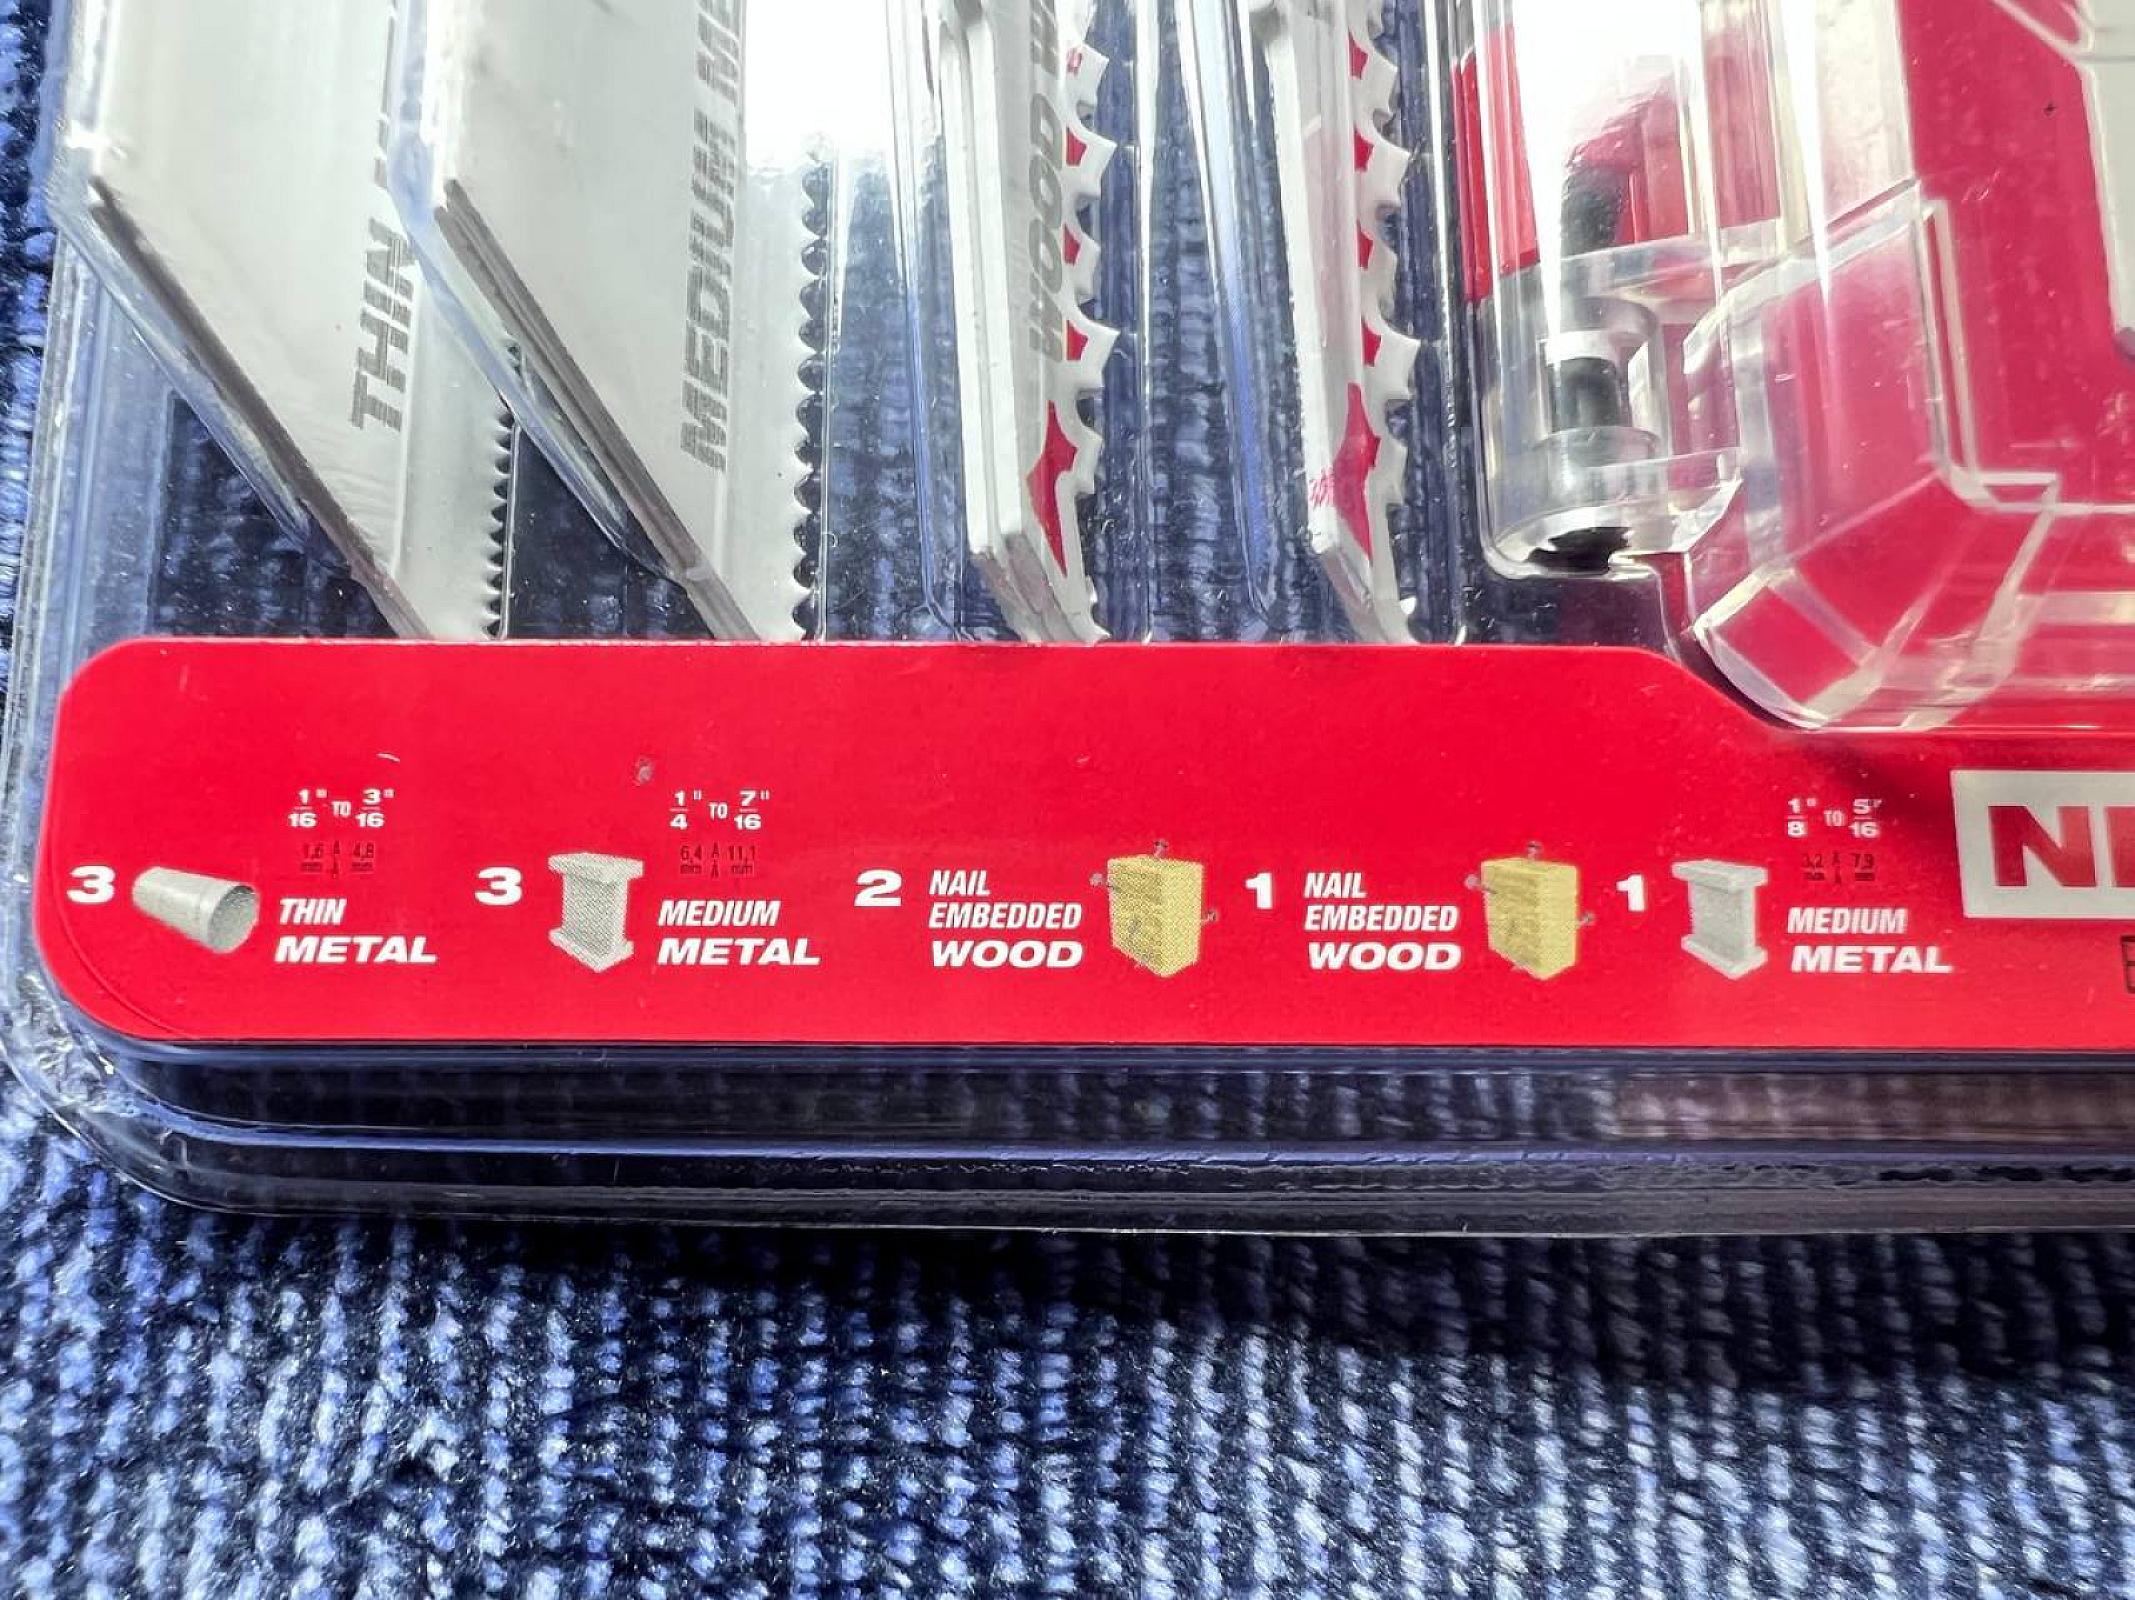 THIN
MEDIUM ME
WOOD
3
1/16" TO 3/16"
1,6 mm À 4,8 mm
THIN
METAL
3
1/4" TO 7/16"
6,4 mm À 11,1 mm
MEDIUM
METAL
2
NAIL
EMBEDDED
WOOD
1
NAIL
EMBEDDED
WOOD
1
1/8" TO 5/16"
3,2 mm À 7,9 mm
MEDIUM
METAL